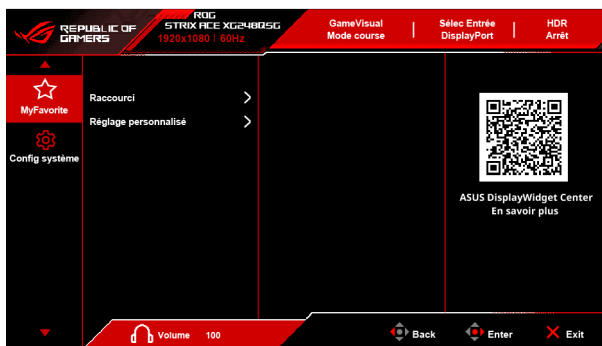 REPUBLIC OF
GAMERS
ROG
STRIX ACE XG248QSG
1920x1080 | 60Hz
GameVisual
Mode course
Sélec Entrée
DisplayPort
HDR
Arrêt
MyFavorite
Config système
Raccourci
Réglage personnalisé
ASUS DisplayWidget Center
En savoir plus
Volume 100
Back
Enter
Exit